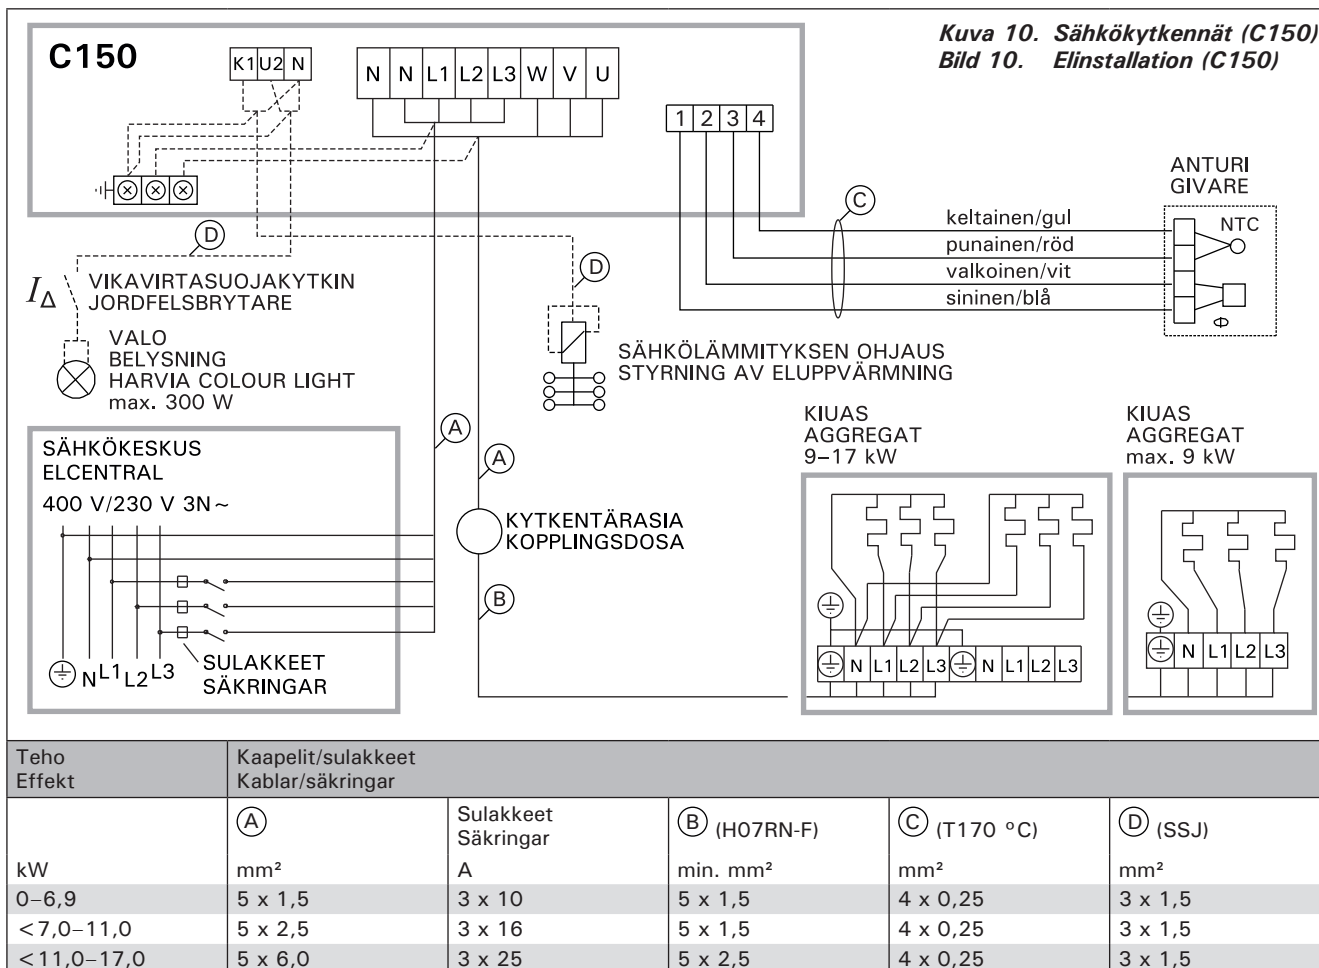 Kuva 10. Sähkökytkennät (C150)
Bild 10. Elinstallation (C150)
C150
K1 U2 N
N N L1 L2 L3 W V U
1 2 3 4
ANTURI
GIVARE
C
keltainen/gul
NTC
punainen/röd
valkoinen/vit
sininen/blå
D
D
I∆ VIKAVIRTASUOJAKYTKIN
JORDFELSBRYTARE
VALO
BELYSNING
HARVIA COLOUR LIGHT
max. 300 W
SÄHKÖLÄMMITYKSEN OHJAUS
STYRNING AV ELUPPVÄRMNING
A
A
SÄHKÖKESKUS
ELCENTRAL
400 V/230 V 3N~
KYTKENTÄRASIA
KOPPLINGSDOSA
B
N L1 L2 L3
SULAKKEET
SÄKRINGAR
KIUAS
AGGREGAT
9–17 kW
N L1 L2 L3 N L1 L2 L3
KIUAS
AGGREGAT
max. 9 kW
N L1 L2 L3
Teho
Effekt
Kaapelit/sulakkeet
Kablar/säkringar
A
Sulakkeet
Säkringar
B (H07RN-F)
C (T170 °C)
D (SSJ)
kW mm² A min. mm² mm² mm²
0–6,9 5 x 1,5 3 x 10 5 x 1,5 4 x 0,25 3 x 1,5
<7,0–11,0 5 x 2,5 3 x 16 5 x 1,5 4 x 0,25 3 x 1,5
<11,0–17,0 5 x 6,0 3 x 25 5 x 2,5 4 x 0,25 3 x 1,5